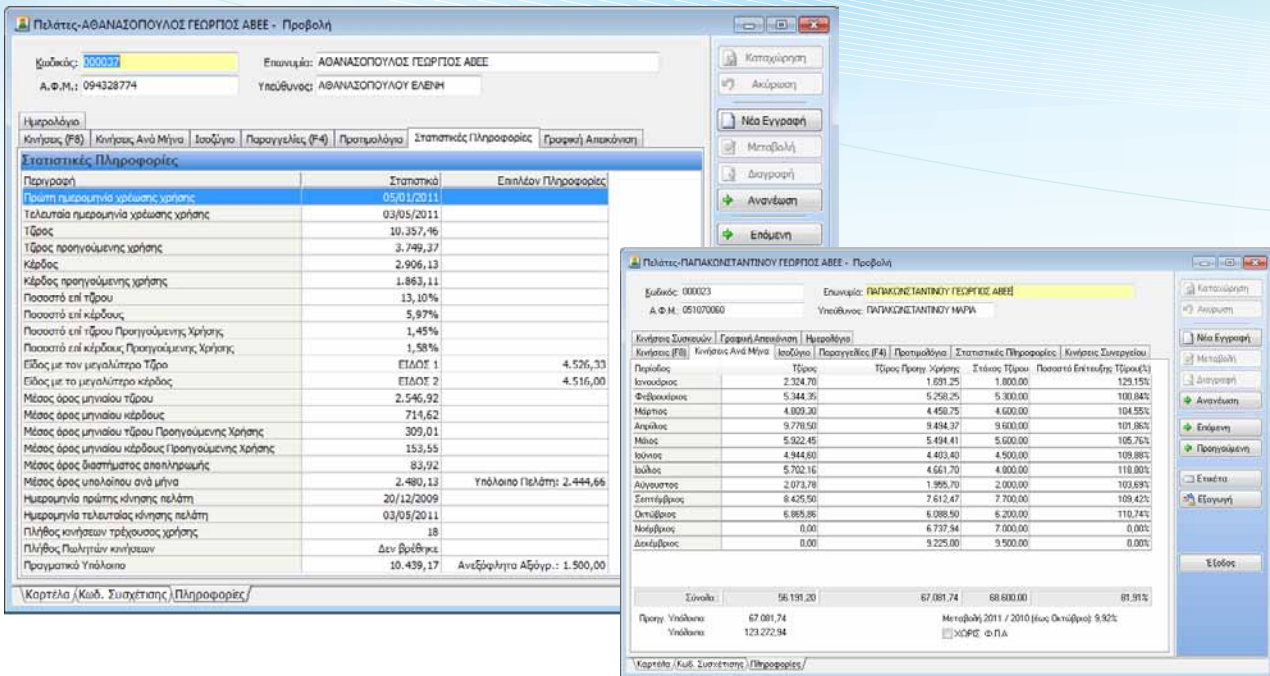 Πελάτες-ΑΘΑΝΑΣΟΠΟΥΛΟΣ ΓΕΩΡΓΙΟΣ ΑΒΕΕ - Προβολή
Κωδικός: 000037 Επωνυμία: ΑΘΑΝΑΣΟΠΟΥΛΟΣ ΓΕΩΡΓΙΟΣ ΑΒΕΕ
Α.Φ.Μ.: 094328774 Υπεύθυνος: ΑΘΑΝΑΣΟΠΟΥΛΟΥ ΕΛΕΝΗ
Ημερολόγιο
Κινήσεις (F8) Κινήσεις Ανά Μήνα Ισοζύγιο Παραγγελίες (F4) Προτιμολόγια Στατιστικές Πληροφορίες Γραφική Απεικόνιση
Στατιστικές Πληροφορίες
Περιγραφή Στατιστικά Επιπλέον Πληροφορίες
Πρώτη ημερομηνία χρέωσης χρήσης 05/01/2011
Τελευταία ημερομηνία χρέωσης χρήσης 03/05/2011
Τζίρος 10.357,46
Τζίρος προηγούμενης χρήσης 3.749,37
Κέρδος 2.906,13
Κέρδος προηγούμενης χρήσης 1.863,11
Ποσοστό επί τζίρου 13,10%
Ποσοστό επί κέρδους 5,97%
Ποσοστό επί τζίρου Προηγούμενης Χρήσης 1,45%
Ποσοστό επί κέρδους Προηγούμενης Χρήσης 1,58%
Είδος με τον μεγαλύτερο Τζίρο ΕΙΔΟΣ 1 4.526,33
Είδος με το μεγαλύτερο κέρδος ΕΙΔΟΣ 2 4.516,00
Μέσος όρος μηνιαίου τζίρου 2.546,92
Μέσος όρος μηνιαίου κέρδους 714,62
Μέσος όρος μηνιαίου τζίρου Προηγούμενης Χρήσης 309,01
Μέσος όρος μηνιαίου κέρδους Προηγούμενης Χρήσης 153,55
Μέσος όρος διαστήματος αποπληρωμής 83,92
Μέσος όρος υπολοίπου ανά μήνα 2.480,13 Υπόλοιπο Πελάτη: 2.444,66
Ημερομηνία πρώτης κίνησης πελάτη 20/12/2009
Ημερομηνία τελευταίας κίνησης πελάτη 03/05/2011
Πλήθος κινήσεων τρέχουσας χρήσης 18
Πλήθος Πωλητών κινήσεων Δεν βρέθηκε
Πραγματικό Υπόλοιπο 10.439,17 Ανεξόφλητα Αξιόγρ.: 1.500,00
Καρτέλα Κωδ. Συσχέτισης Πληροφορίες
Καταχώρηση
Ακύρωση
Νέα Εγγραφή
Μεταβολή
Διαγραφή
Ανανέωση
Επόμενη
Πελάτες-ΠΑΠΑΚΩΝΣΤΑΝΤΙΝΟΥ ΓΕΩΡΓΙΟΣ ΑΒΕΕ - Προβολή
Κωδικός: 000023 Επωνυμία: ΠΑΠΑΚΩΝΣΤΑΝΤΙΝΟΥ ΓΕΩΡΓΙΟΣ ΑΒΕΕ
Α.Φ.Μ.: 051070060 Υπεύθυνος: ΠΑΠΑΚΩΝΣΤΑΝΤΙΝΟΥ ΜΑΡΙΑ
Κινήσεις Συσκευών Γραφική Απεικόνιση Ημερολόγιο
Κινήσεις (F8) Κινήσεις Ανά Μήνα Ισοζύγιο Παραγγελίες (F4) Προτιμολόγια Στατιστικές Πληροφορίες Κινήσεις Συνεργείου
Περίοδος Τζίρος Τζίρος Προηγ. Χρήσης Στόχος Τζίρου Ποσοστό Επίτευξης Τζίρου(%)
Ιανουάριος 2.324,70 1.691,25 1.800,00 129,15%
Φεβρουάριος 5.344,35 5.258,25 5.300,00 100,84%
Μάρτιος 4.809,30 4.458,75 4.600,00 104,55%
Απρίλιος 9.778,50 9.494,37 9.600,00 101,86%
Μάιος 5.922,45 5.494,41 5.600,00 105,76%
Ιούνιος 4.944,60 4.403,40 4.500,00 109,88%
Ιούλιος 5.702,16 4.661,70 4.800,00 118,80%
Αύγουστος 2.073,78 1.955,70 2.000,00 103,69%
Σεπτέμβριος 8.425,50 7.612,47 7.700,00 109,42%
Οκτώβριος 6.865,86 6.088,50 6.200,00 110,74%
Νοέμβριος 0,00 6.737,94 7.000,00 0,00%
Δεκέμβριος 0,00 9.225,00 9.500,00 0,00%
Σύνολα : 56.191,20 67.081,74 68.600,00 81,91%
Προηγ. Υπόλοιπο: 67.081,74 Μεταβολή 2011 / 2010 (έως Οκτώβριο): 9,92%
Υπόλοιπο: 123.272,94 ΧΩΡΙΣ Φ.Π.Α
Καρτέλα Κωδ. Συσχέτισης Πληροφορίες
Καταχώρηση
Ακύρωση
Νέα Εγγραφή
Μεταβολή
Διαγραφή
Ανανέωση
Επόμενη
Προηγούμενη
Ετικέτα
Εξαγωγή
Έξοδος